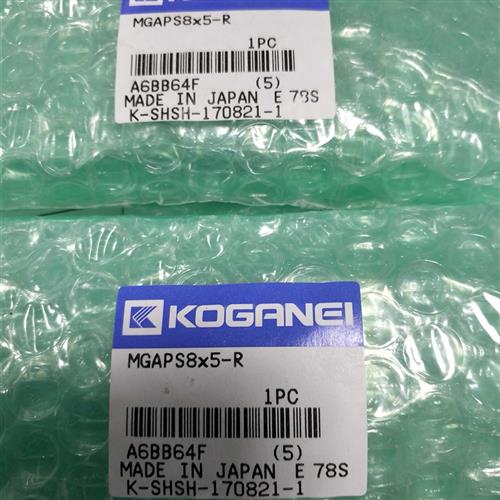 MGAPS8x5-R
1PC
A6BB64F (5)
MADE IN JAPAN E 78S
K-SHSH-170821-1
KOGANEI
MGAPS8x5-R
1PC
A6BB64F (5)
MADE IN JAPAN E 78S
K-SHSH-170821-1